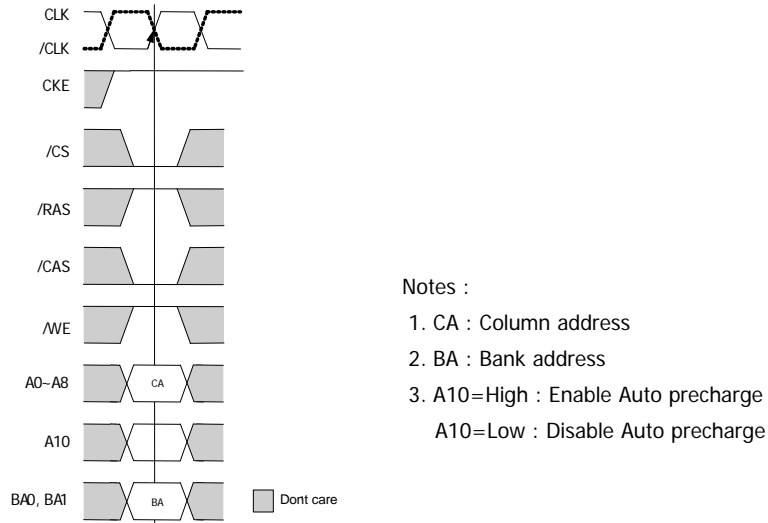 CLK
/CLK
CKE
/CS
/RAS
/CAS
/WE
A0~A8
CA
A10
BA0, BA1
BA
Dont care
Notes :
1. CA : Column address
2. BA : Bank address
3. A10=High : Enable Auto precharge
A10=Low : Disable Auto precharge